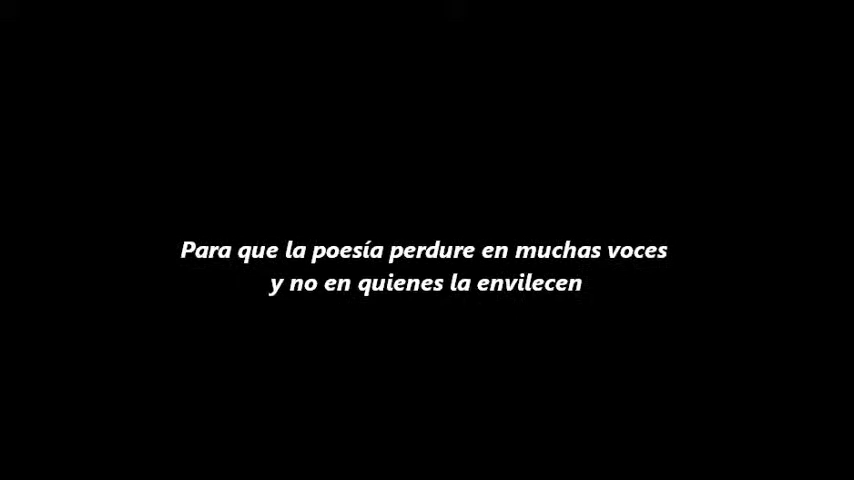 Para que la poesía perdure en muchas voces
y no en quienes la envilecen